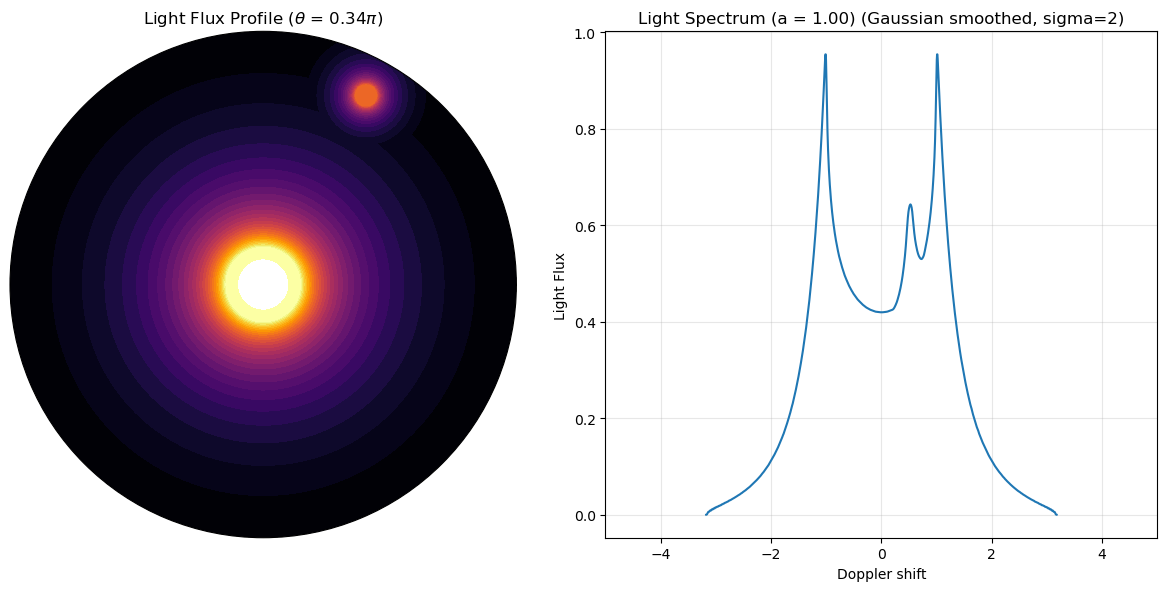 Light Flux Profile (θ = 0.34π)
Light Spectrum (a = 1.00) (Gaussian smoothed, sigma=2)
1.0
0.8
0.6
0.4
0.2
0.0
Light Flux
−4 −2 0 2 4
Doppler shift